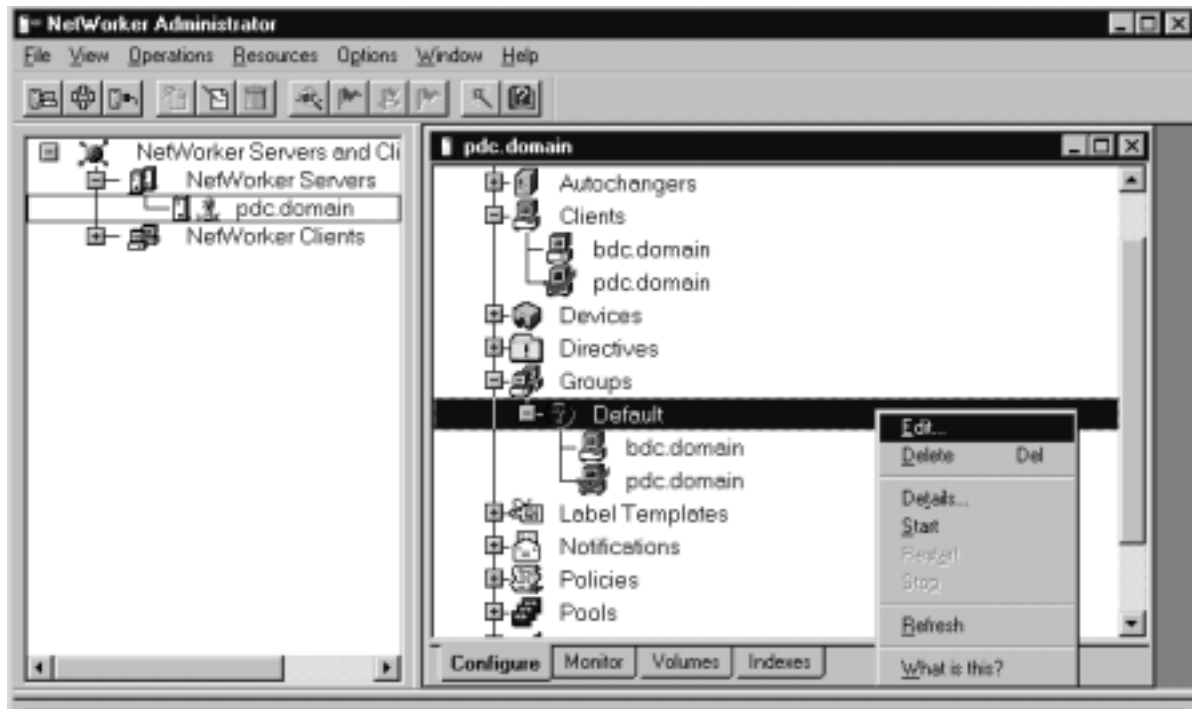 NetWorker Administrator
File View Operations Resources Options Window Help
NetWorker Servers and Cli
NetWorker Servers
pdc.domain
NetWorker Clients
pdc.domain
Autochangers
Clients
bdc.domain
pdc.domain
Devices
Directives
Groups
Default
bdc.domain
pdc.domain
Label Templates
Notifications
Policies
Pools
Edit...
Delete Del
Details...
Start
Restart
Stop
Refresh
What is this?
Configure Monitor Volumes Indexes